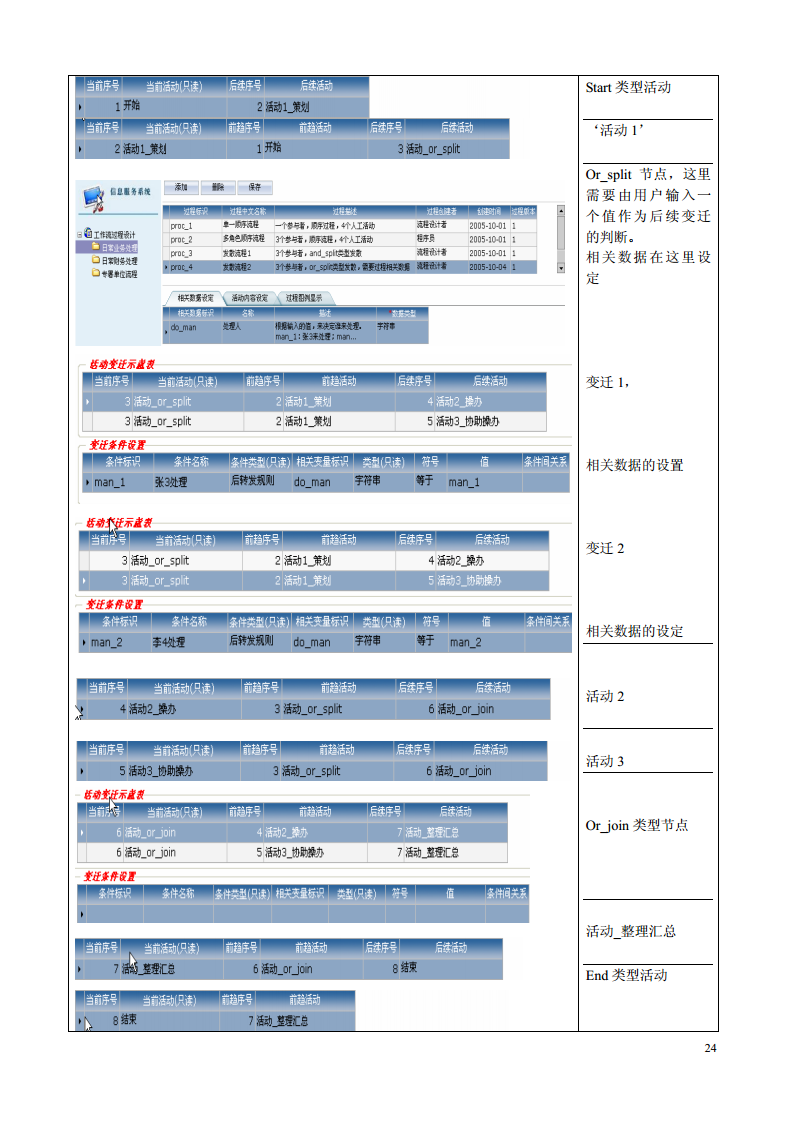 当前序号 当前活动(只读) 后续序号 后续活动
1 开始 2 活动1_策划
Start 类型活动
当前序号 当前活动(只读) 前趋序号 前趋活动 后续序号 后续活动
2 活动1_策划 1 开始 3 活动_or_split
‘活动 1’
信息服务系统
添加 删除 保存
工作流过程设计
日常业务处理
日常财务处理
专署单位流程
过程标识 过程中文名称 过程描述 过程创建者 创建时间 过程版本
proc_1 单一顺序流程 一个参与者，顺序过程，4个人工活动 流程设计者 2005-10-01 1
proc_2 多角色顺序流程 3个参与者，顺序流程，4个人工活动 程序员 2005-10-01 1
proc_3 发散流程1 3个参与者，and_split类型发散 流程设计者 2005-10-01 1
proc_4 发散流程2 3个参与者，or_split型发散，需要过程相关数据 流程设计者 2005-10-04 1
相关数据设定 活动内容设定 过程图例显示
相关数据标识 名称 描述 *数据类型
do_man 处理人 根据输入的值，来决定谁来处理。 字符串
man_1：张3来处理；man...
Or_split 节点，这里
需要由用户输入一
个值作为后续变迁
的判断。
相关数据在这里设
定
活动变迁示意表
当前序号 当前活动(只读) 前趋序号 前趋活动 后续序号 后续活动
3 活动_or_split 2 活动1_策划 4 活动2_操办
3 活动_or_split 2 活动1_策划 5 活动3_协助操办
变迁 1，
变迁条件设置
条件标识 条件名称 条件类型(只读) 相关变量标识 类型(只读) 符号 值 条件间关系
man_1 张3处理 后转发规则 do_man 字符串 等于 man_1
相关数据的设置
活动变迁示意表
当前序号 当前活动(只读) 前趋序号 前趋活动 后续序号 后续活动
3 活动_or_split 2 活动1_策划 4 活动2_操办
3 活动_or_split 2 活动1_策划 5 活动3_协助操办
变迁 2
变迁条件设置
条件标识 条件名称 条件类型(只读) 相关变量标识 类型(只读) 符号 值 条件间关系
man_2 李4处理 后转发规则 do_man 字符串 等于 man_2
相关数据的设定
当前序号 当前活动(只读) 前趋序号 前趋活动 后续序号 后续活动
4 活动2_操办 3 活动_or_split 6 活动_or_join
活动 2
当前序号 当前活动(只读) 前趋序号 前趋活动 后续序号 后续活动
5 活动3_协助操办 3 活动_or_split 6 活动_or_join
活动 3
活动变迁示意表
当前序号 当前活动(只读) 前趋序号 前趋活动 后续序号 后续活动
6 活动_or_join 4 活动2_操办 7 活动_整理汇总
6 活动_or_join 5 活动3_协助操办 7 活动_整理汇总
Or_join 类型节点
变迁条件设置
条件标识 条件名称 条件类型(只读) 相关变量标识 类型(只读) 符号 值 条件间关系
当前序号 当前活动(只读) 前趋序号 前趋活动 后续序号 后续活动
7 活动_整理汇总 6 活动_or_join 8 结束
活动_整理汇总
当前序号 当前活动(只读) 前趋序号 前趋活动
8 结束 7 活动_整理汇总
End 类型活动
24